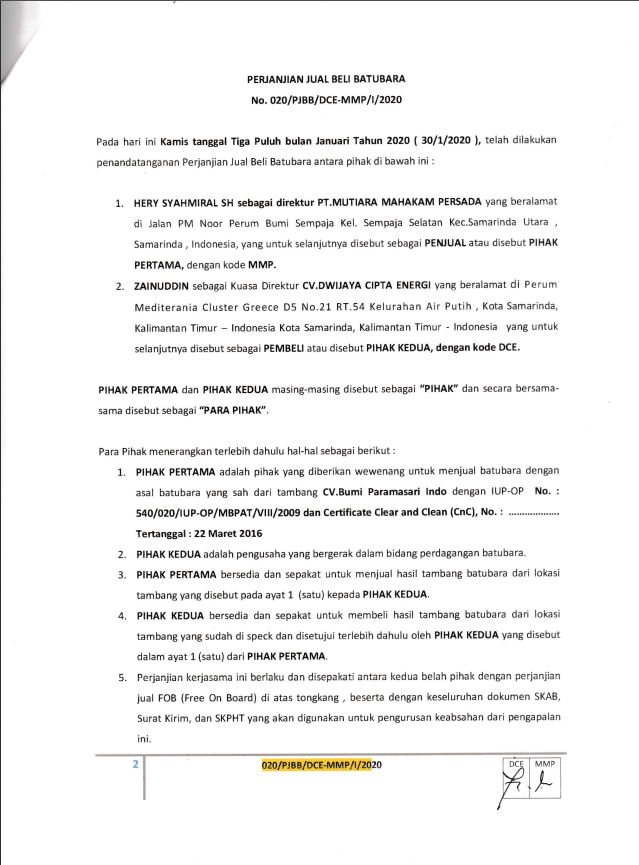 PERJANJIAN JUAL BELI BATUBARA
No. 020/PJBB/DCE-MMP/I/2020
Pada hari ini Kamis tanggal Tiga Puluh bulan Januari Tahun 2020 ( 30/1/2020 ), telah dilakukan
penandatanganan Perjanjian Jual Beli Batubara antara pihak di bawah ini :
1. HERY SYAHMIRAL SH sebagai direktur PT.MUTIARA MAHAKAM PERSADA yang beralamat
di Jalan PM Noor Perum Bumi Sempaja Kel. Sempaja Selatan Kec.Samarinda Utara ,
Samarinda , Indonesia, yang untuk selanjutnya disebut sebagai PENJUAL atau disebut PIHAK
PERTAMA, dengan kode MMP.
2. ZAINUDDIN sebagai Kuasa Direktur CV.DWIJAYA CIPTA ENERGI yang beralamat di Perum
Mediterania Cluster Greece D5 No.21 RT.54 Kelurahan Air Putih , Kota Samarinda,
Kalimantan Timur – Indonesia Kota Samarinda, Kalimantan Timur - Indonesia yang untuk
selanjutnya disebut sebagai PEMBELI atau disebut PIHAK KEDUA, dengan kode DCE.
PIHAK PERTAMA dan PIHAK KEDUA masing-masing disebut sebagai “PIHAK” dan secara bersama-
sama disebut sebagai “PARA PIHAK”.
Para Pihak menerangkan terlebih dahulu hal-hal sebagai berikut :
1. PIHAK PERTAMA adalah pihak yang diberikan wewenang untuk menjual batubara dengan
asal batubara yang sah dari tambang CV.Bumi Paramasari Indo dengan IUP-OP No. :
540/020/IUP-OP/MBPAT/VIII/2009 dan Certificate Clear and Clean (CnC), No. : ...................
Tertanggal : 22 Maret 2016
2. PIHAK KEDUA adalah pengusaha yang bergerak dalam bidang perdagangan batubara.
3. PIHAK PERTAMA bersedia dan sepakat untuk menjual hasil tambang batubara dari lokasi
tambang yang disebut pada ayat 1 (satu) kepada PIHAK KEDUA.
4. PIHAK KEDUA bersedia dan sepakat untuk membeli hasil tambang batubara dari lokasi
tambang yang sudah di speck dan disetujui terlebih dahulu oleh PIHAK KEDUA yang disebut
dalam ayat 1 (satu) dari PIHAK PERTAMA.
5. Perjanjian kerjasama ini berlaku dan disepakati antara kedua belah pihak dengan perjanjian
jual FOB (Free On Board) di atas tongkang , beserta dengan keseluruhan dokumen SKAB,
Surat Kirim, dan SKPHT yang akan digunakan untuk pengurusan keabsahan dari pengapalan
ini.
2 020/PJBB/DCE-MMP/I/2020 DCE MMP